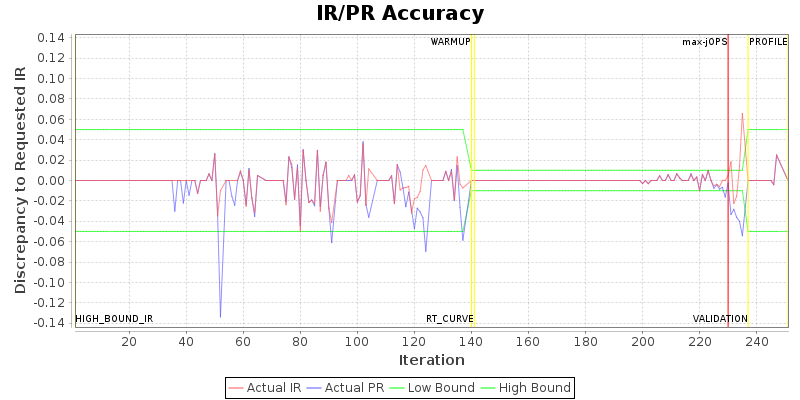 IR/PR Accuracy
Discrepancy to Requested IR
0.14
0.12
0.10
0.08
0.06
0.04
0.02
0.00
-0.02
-0.04
-0.06
-0.08
-0.10
-0.12
-0.14
WARMUP
max-jOPS
PROFILE
HIGH_BOUND_IR
RT_CURVE
VALIDATION
20 40 60 80 100 120 140 160 180 200 220 240
Iteration
Actual IR Actual PR Low Bound High Bound